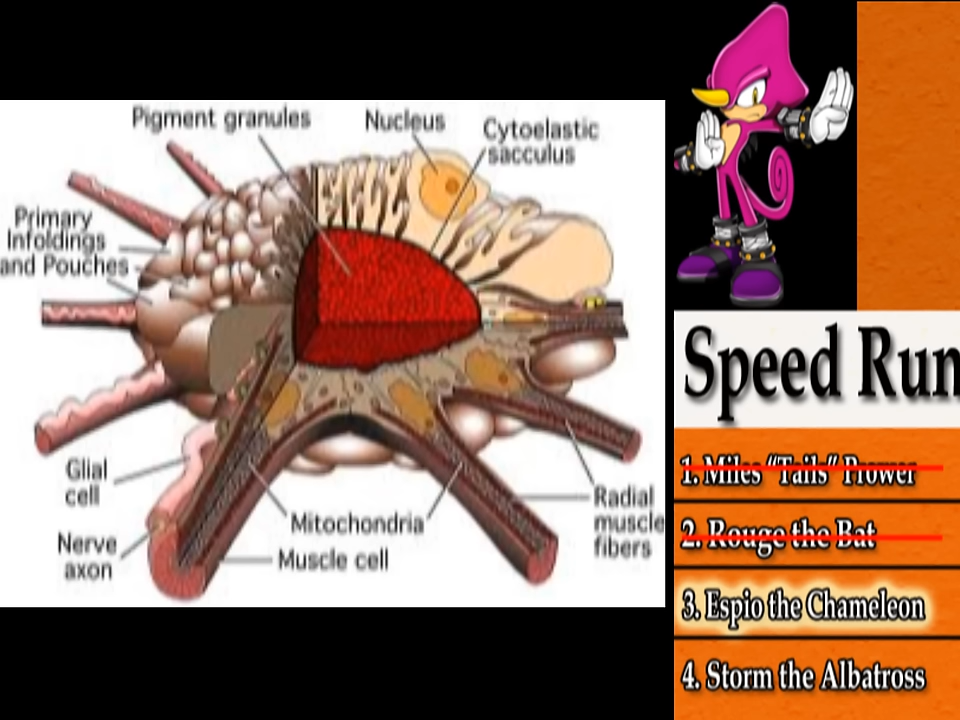 Pigment granules
Nucleus
Cytoelastic
sacculus
Primary
Infoldings
and Pouches
Glial
cell
Nerve
axon
Mitochondria
Muscle cell
Radial
muscle
fibers
Speed Run
1. Miles "Tails" Prower
2. Rouge the Bat
3. Espio the Chameleon
4. Storm the Albatross